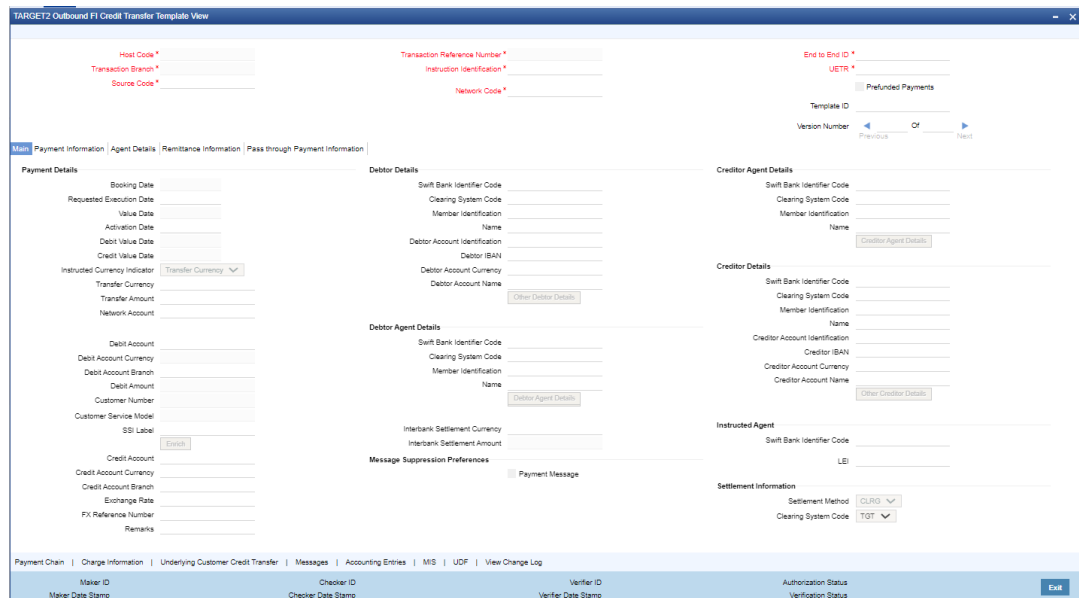 TARGET2 Outbound FI Credit Transfer Template View
Host Code *
Transaction Branch *
Source Code *
Transaction Reference Number *
Instruction Identification *
Network Code *
End to End ID *
UETR *
Prefunded Payments
Template ID
Version Number Of
Previous Next
Main Payment Information Agent Details Remittance Information Pass through Payment Information
Payment Details
Booking Date
Requested Execution Date
Value Date
Activation Date
Debit Value Date
Credit Value Date
Instructed Currency Indicator Transfer Currency
Transfer Currency
Transfer Amount
Network Account
Debit Account
Debit Account Currency
Debit Account Branch
Debit Amount
Customer Number
Customer Service Model
SSI Label
Enrich
Credit Account
Credit Account Currency
Credit Account Branch
Exchange Rate
FX Reference Number
Remarks
Debtor Details
Swift Bank Identifier Code
Clearing System Code
Member Identification
Name
Debtor Account Identification
Debtor IBAN
Debtor Account Currency
Debtor Account Name
Other Debtor Details
Debtor Agent Details
Swift Bank Identifier Code
Clearing System Code
Member Identification
Name
Debtor Agent Details
Interbank Settlement Currency
Interbank Settlement Amount
Message Suppression Preferences
Payment Message
Creditor Agent Details
Swift Bank Identifier Code
Clearing System Code
Member Identification
Name
Creditor Agent Details
Creditor Details
Swift Bank Identifier Code
Clearing System Code
Member Identification
Name
Creditor Account Identification
Creditor IBAN
Creditor Account Currency
Creditor Account Name
Other Creditor Details
Instructed Agent
Swift Bank Identifier Code
LEI
Settlement Information
Settlement Method CLRG
Clearing System Code TGT
Payment Chain | Charge Information | Underlying Customer Credit Transfer | Messages | Accounting Entries | MIS | UDF | View Change Log
Maker ID Checker ID Verifier ID Authorization Status
Maker Date Stamp Checker Date Stamp Verifier Date Stamp Verification Status
Exit